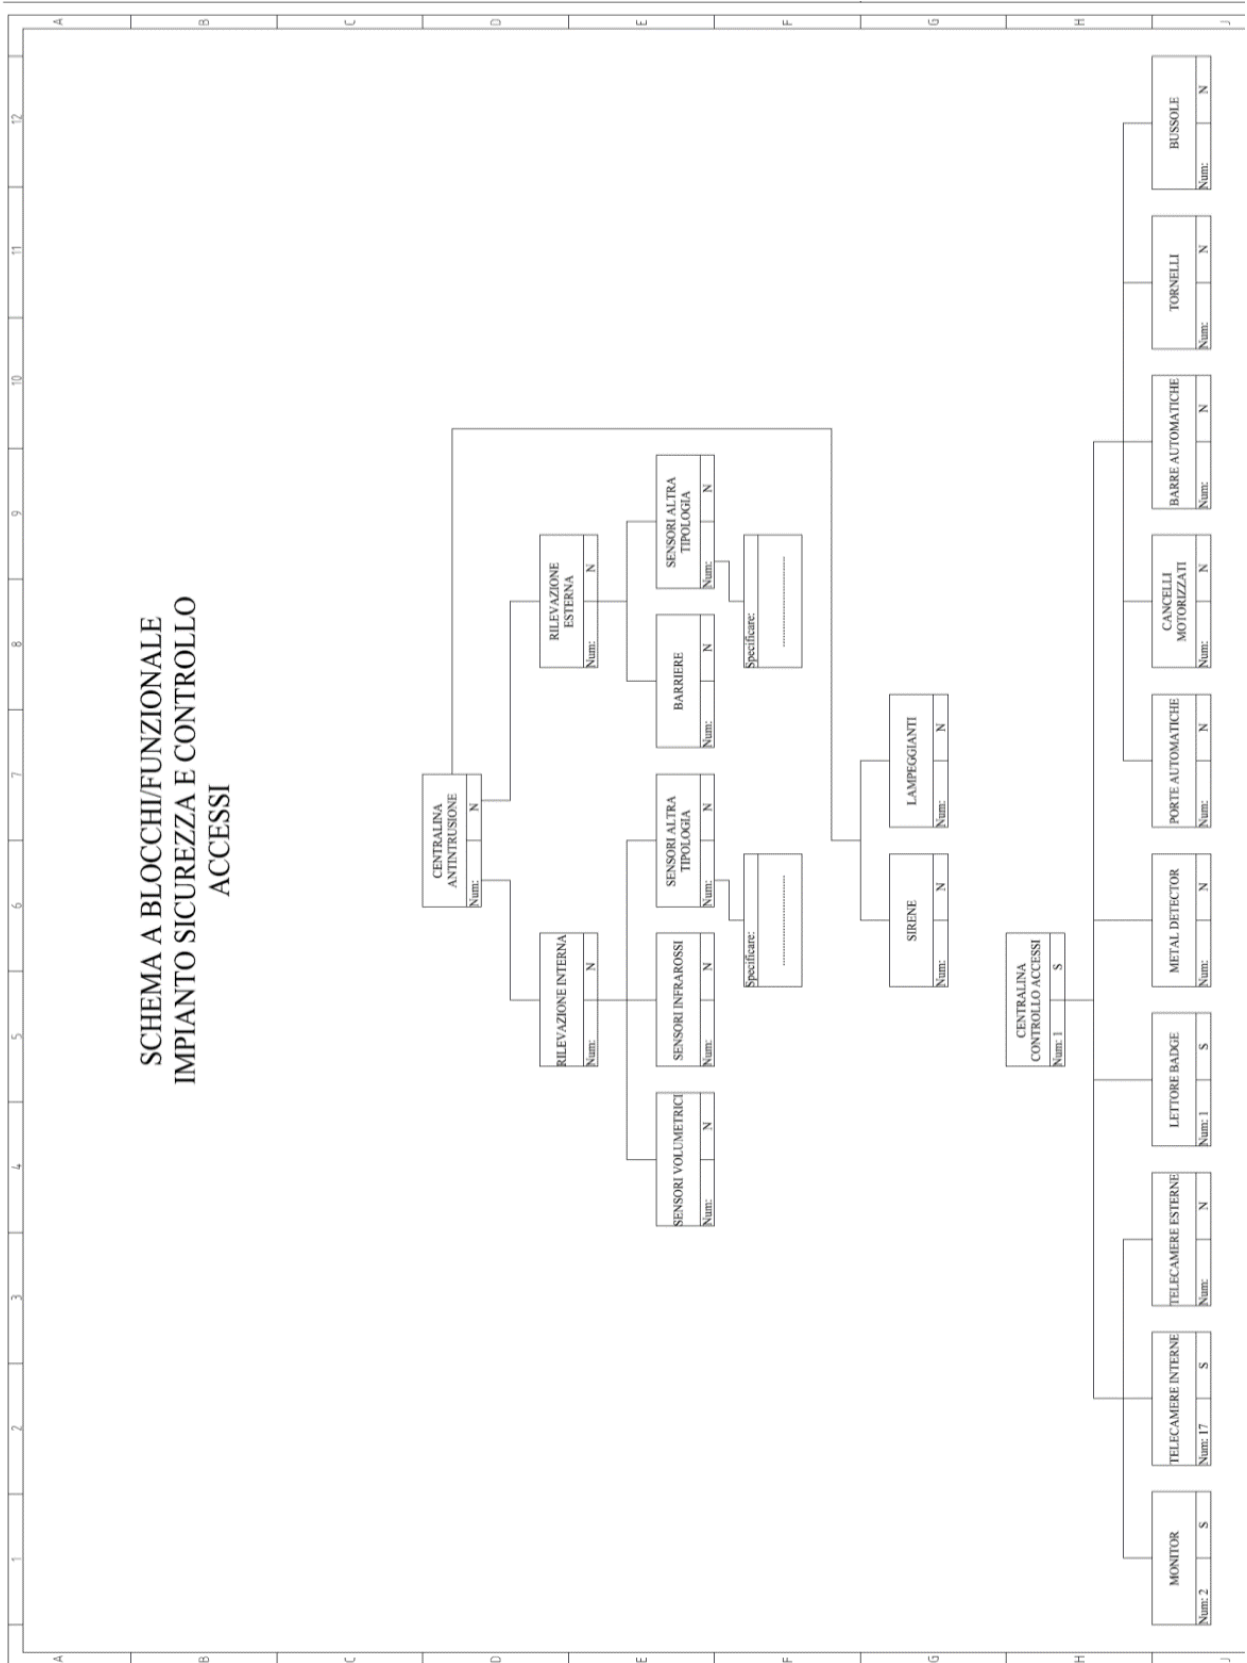 SCHEMA A BLOCCHI/FUNZIONALE
IMPIANTO SICUREZZA E CONTROLLO
ACCESSI
1
2
3
4
5
6
7
8
9
10
11
12
A
B
C
D
E
F
G
H
J
A
B
C
D
E
F
G
H
J
CENTRALINA
ANTINTRUSIONE
Num:
N
RILEVAZIONE INTERNA
Num:
N
RILEVAZIONE
ESTERNA
Num:
N
SENSORI VOLUMETRICI
Num:
N
SENSORI INFRAROSSI
Num:
N
SENSORI ALTRA
TIPOLOGIA
Num:
N
BARRIERE
Num:
N
SENSORI ALTRA
TIPOLOGIA
Num:
N
Specificare:
Specificare:
SIRENE
Num:
N
LAMPEGGIANTI
Num:
N
CENTRALINA
CONTROLLO ACCESSI
Num: 1
S
MONITOR
Num: 2
S
TELECAMERE INTERNE
Num: 17
S
TELECAMERE ESTERNE
Num:
N
LETTORE BADGE
Num: 1
S
METAL DETECTOR
Num:
N
PORTE AUTOMATICHE
Num:
N
CANCELLI
MOTORIZZATI
Num:
N
BARRE AUTOMATICHE
Num:
N
TORNELLI
Num:
N
BUSSOLE
Num:
N